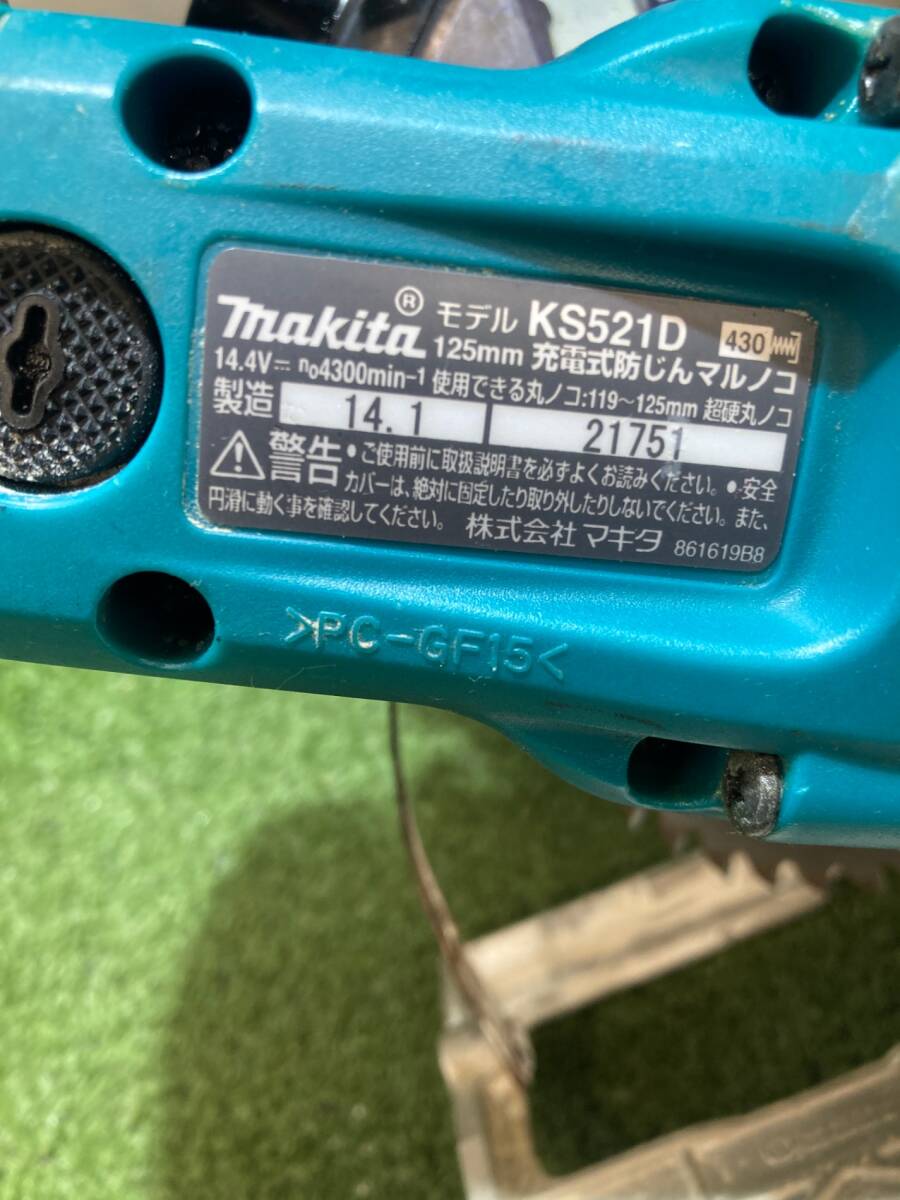 makita® モデル KS521D 430
125mm 充電式防じんマルノコ
14.4V⎓ n₀4300min-1 使用できる丸ノコ:119~125mm 超硬丸ノコ
製造 14.1 21751
⚠警告 •ご使用前に取扱説明書を必ずよくお読みください。•安全
カバーは、絶対に固定したり取り外したりしないでください。また、
円滑に動く事を確認してください。 株式会社 マキタ 861619B8
>PC-GF15<